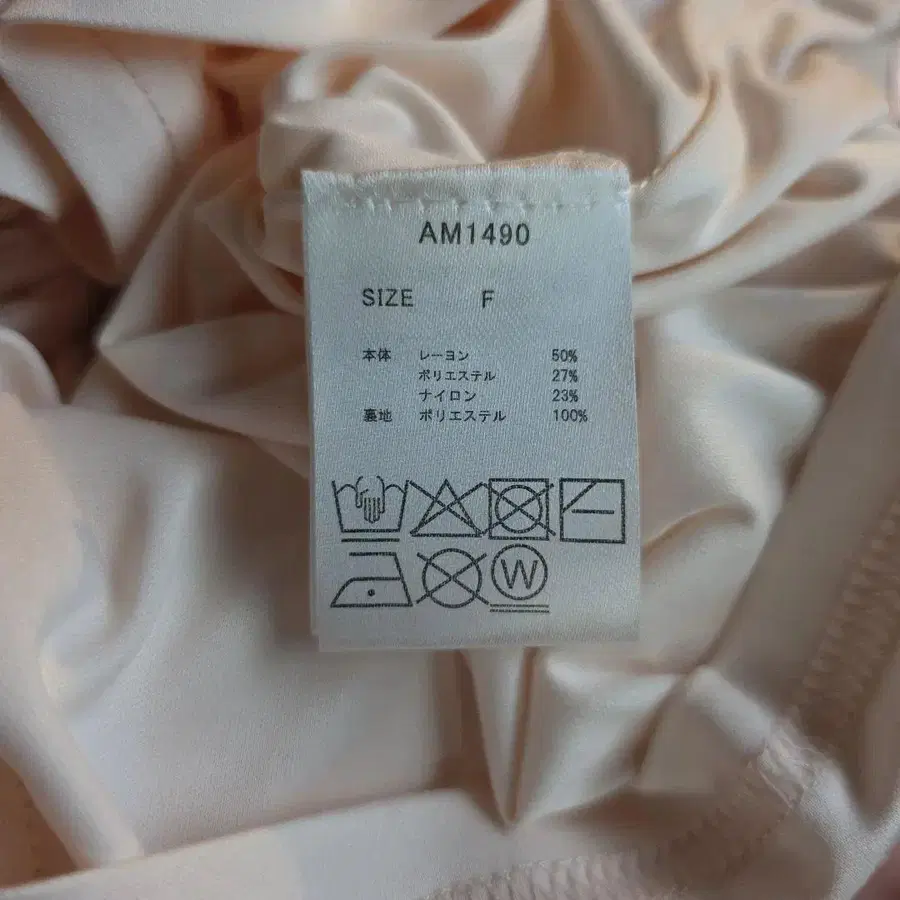 AM1490
SIZE F
本体 レーヨン 50%
ポリエステル 27%
ナイロン 23%
裏地 ポリエステル 100%
W